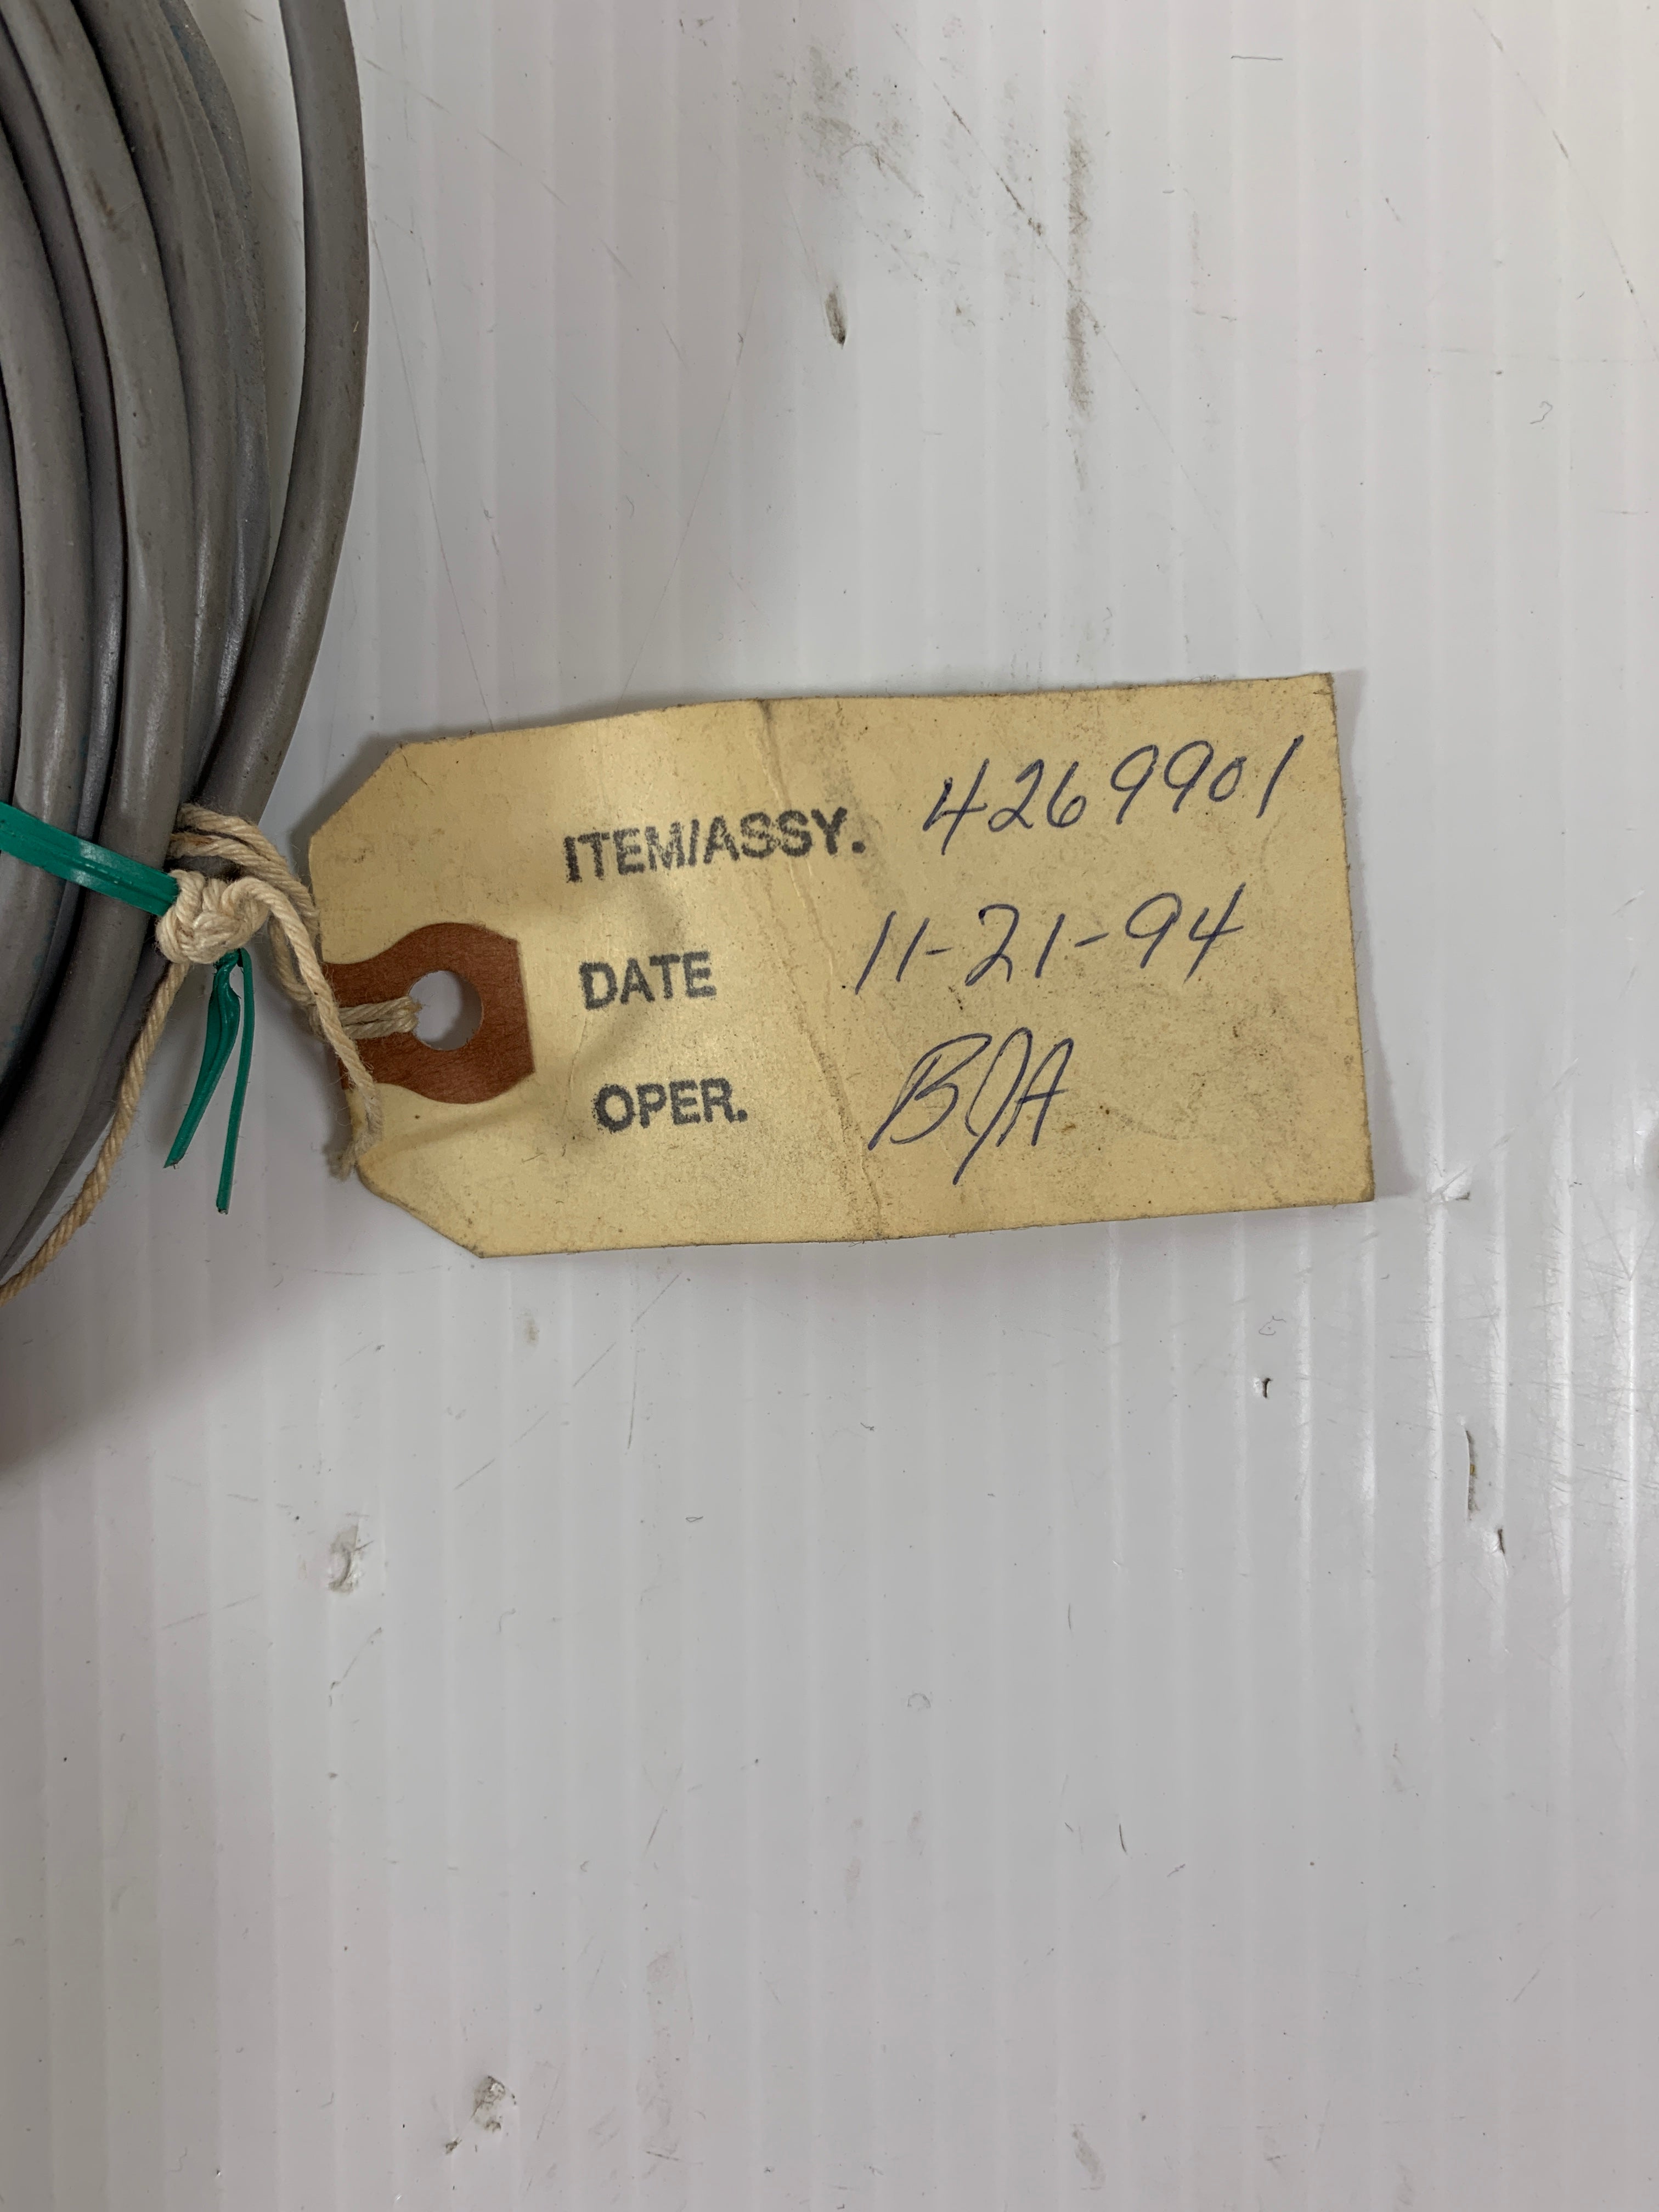 ITEM/ASSY. 4269901
DATE 11-21-94
OPER. BJA